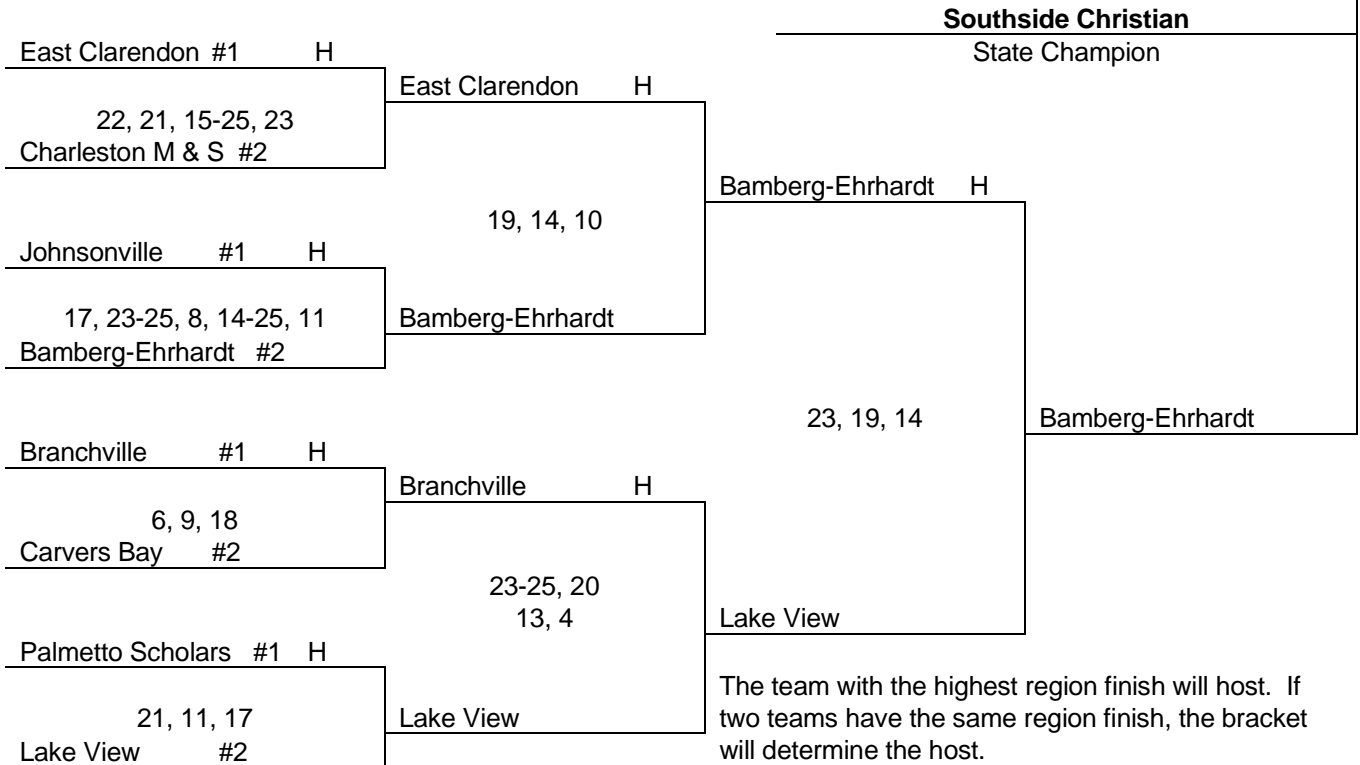 Southside Christian
State Champion
East Clarendon #1 H
East Clarendon H
22, 21, 15-25, 23
Charleston M & S #2
Bamberg-Ehrhardt H
19, 14, 10
Johnsonville #1 H
17, 23-25, 8, 14-25, 11
Bamberg-Ehrhardt
Bamberg-Ehrhardt #2
23, 19, 14
Bamberg-Ehrhardt
Branchville #1 H
Branchville H
6, 9, 18
Carvers Bay #2
23-25, 20
13, 4
Lake View
Palmetto Scholars #1 H
21, 11, 17
Lake View
Lake View #2
The team with the highest region finish will host. If
two teams have the same region finish, the bracket
will determine the host.